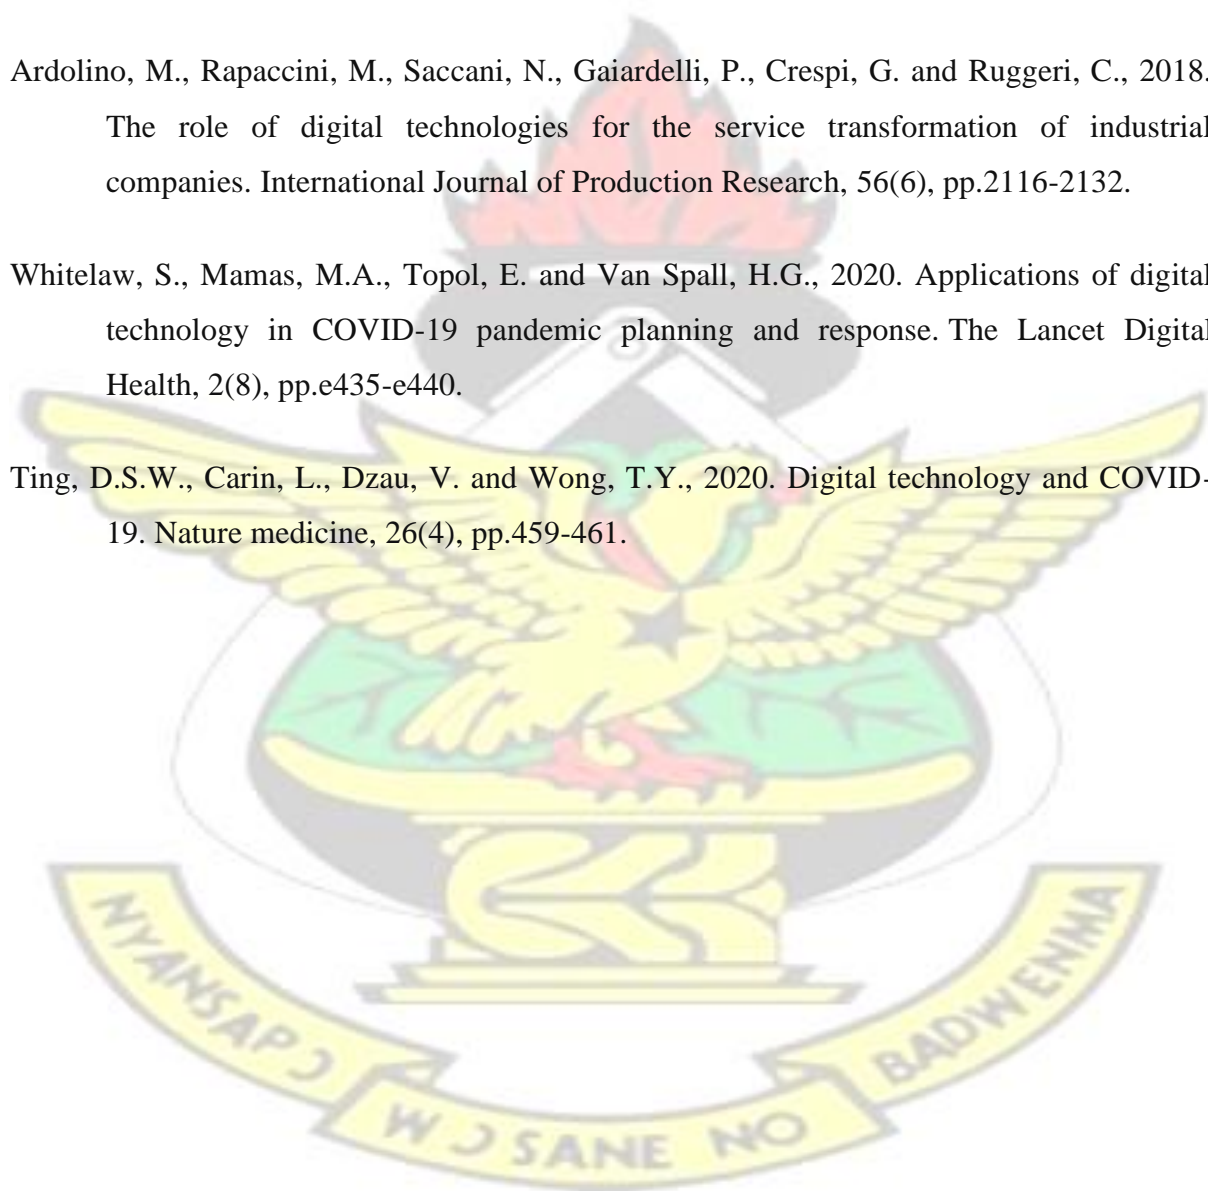 Ardolino, M., Rapaccini, M., Saccani, N., Gaiardelli, P., Crespi, G. and Ruggeri, C., 2018.
The role of digital technologies for the service transformation of industrial
companies. International Journal of Production Research, 56(6), pp.2116-2132.
Whitelaw, S., Mamas, M.A., Topol, E. and Van Spall, H.G., 2020. Applications of digital
technology in COVID-19 pandemic planning and response. The Lancet Digital
Health, 2(8), pp.e435-e440.
Ting, D.S.W., Carin, L., Dzau, V. and Wong, T.Y., 2020. Digital technology and COVID-
19. Nature medicine, 26(4), pp.459-461.
NYANSAPƆ
WƆSANE NO
BADWENMA